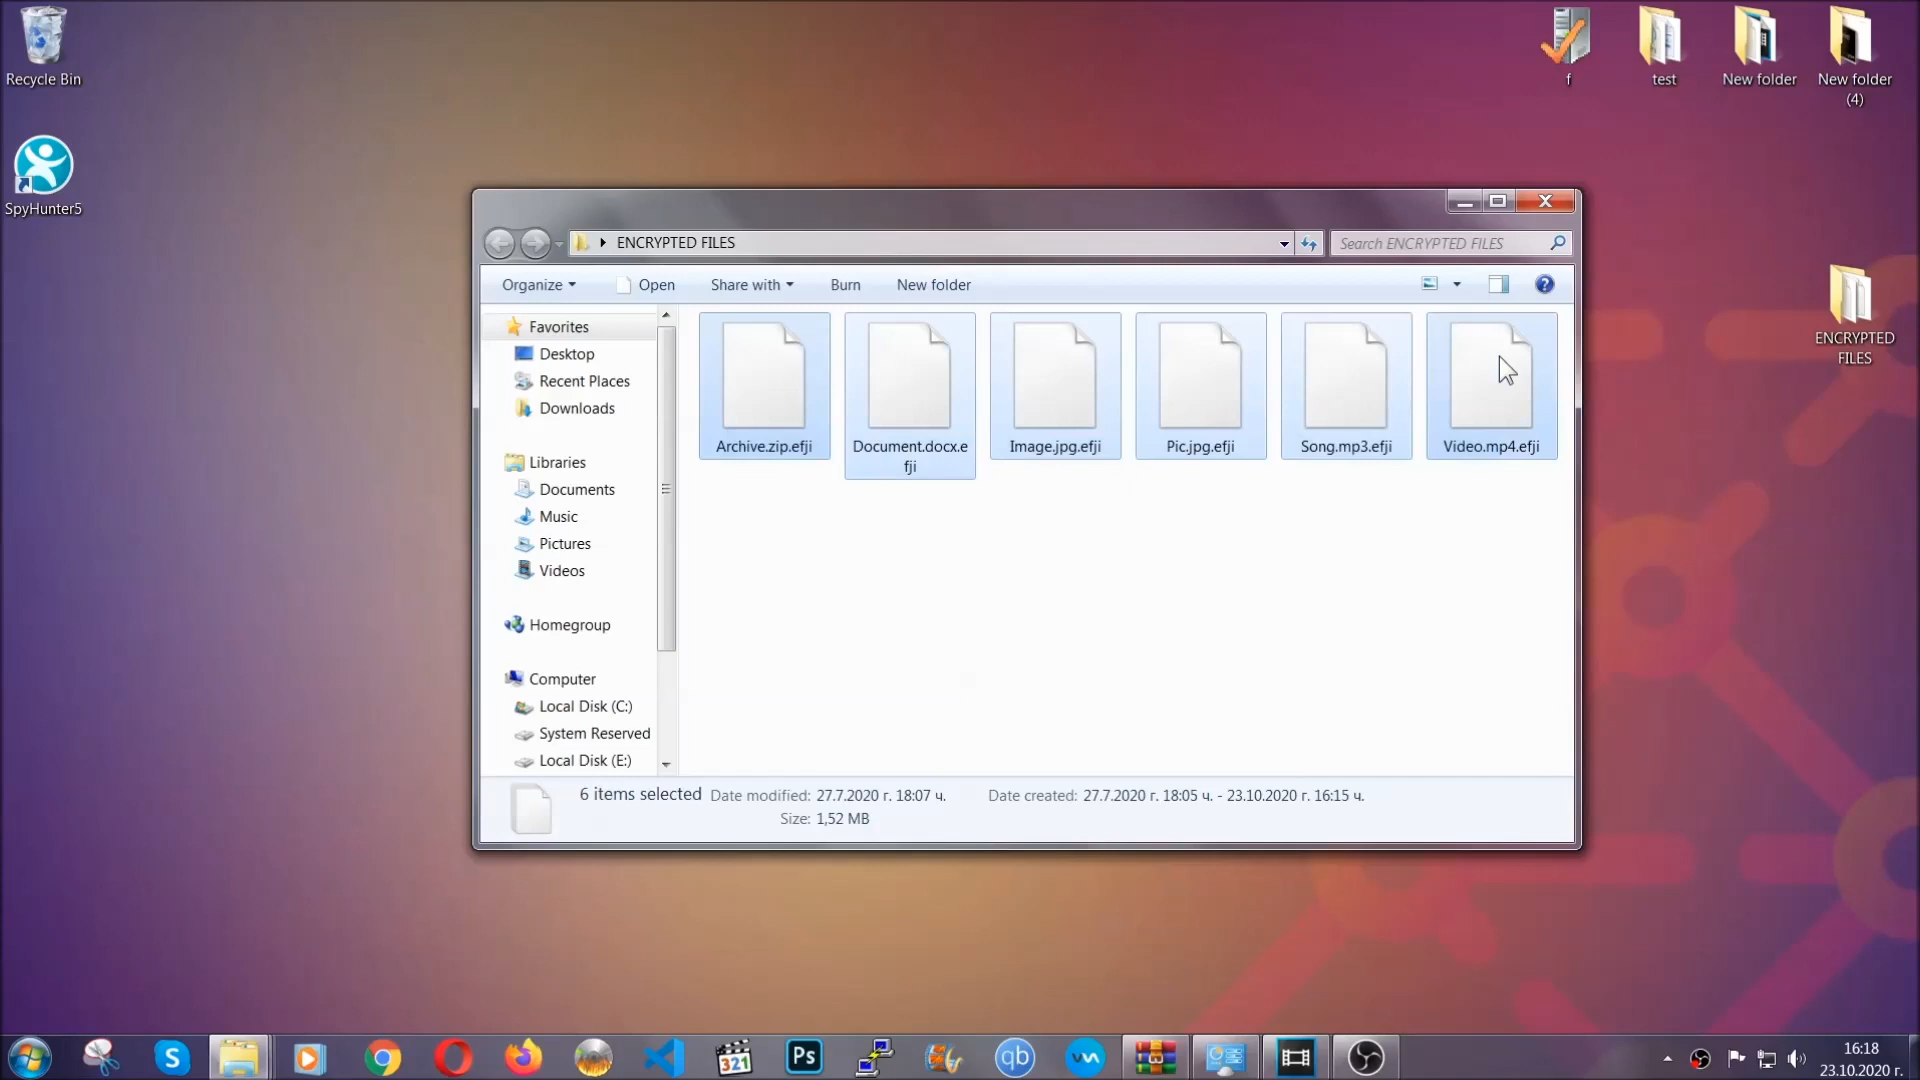 Recycle Bin
SpyHunter5
f
test
New folder
New folder
(4)
ENCRYPTED
FILES
ENCRYPTED FILES
Search ENCRYPTED FILES
Organize
Open
Share with
Burn
New folder
Favorites
Desktop
Recent Places
Downloads
Libraries
Documents
Music
Pictures
Videos
Homegroup
Computer
Local Disk (C:)
System Reserved
Local Disk (E:)
Archive.zip.efji
Document.docx.e
fji
Image.jpg.efji
Pic.jpg.efji
Song.mp3.efji
Video.mp4.efji
6 items selected
Date modified: 27.7.2020 г. 18:07 ч.
Date created: 27.7.2020 г. 18:05 ч. - 23.10.2020 г. 16:15 ч.
Size: 1,52 MB
S
321
Ps
qb
16:18
23.10.2020 г.